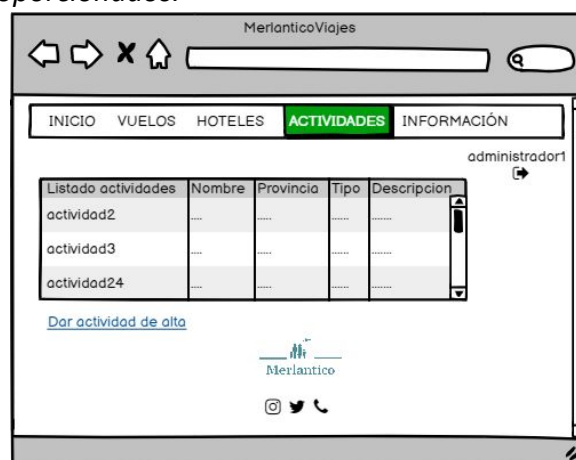 oporcionados.
MerlanticoViajes
INICIO VUELOS HOTELES ACTIVIDADES INFORMACIÓN
administrador1
Listado actividades Nombre Provincia Tipo Descripcion
actividad2 .... ..... ...... .......
actividad3 .... ..... ...... .......
actividad24 .... ..... ...... .......
Dar actividad de alta
Merlantico